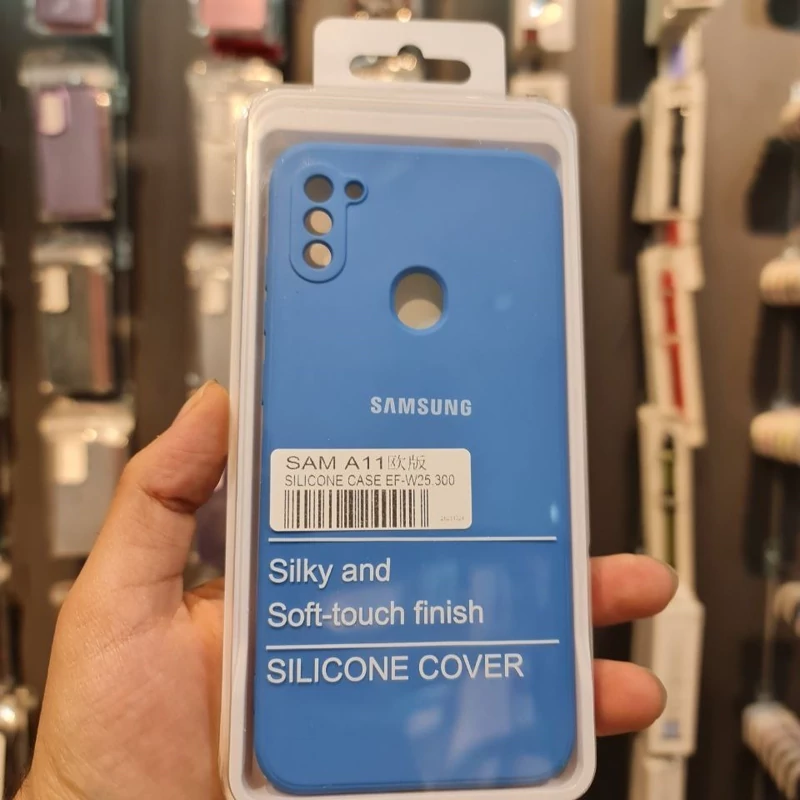 SAMSUNG
SAM A11欧版
SILICONE CASE EF-W25.300
Silky and
Soft-touch finish
SILICONE COVER